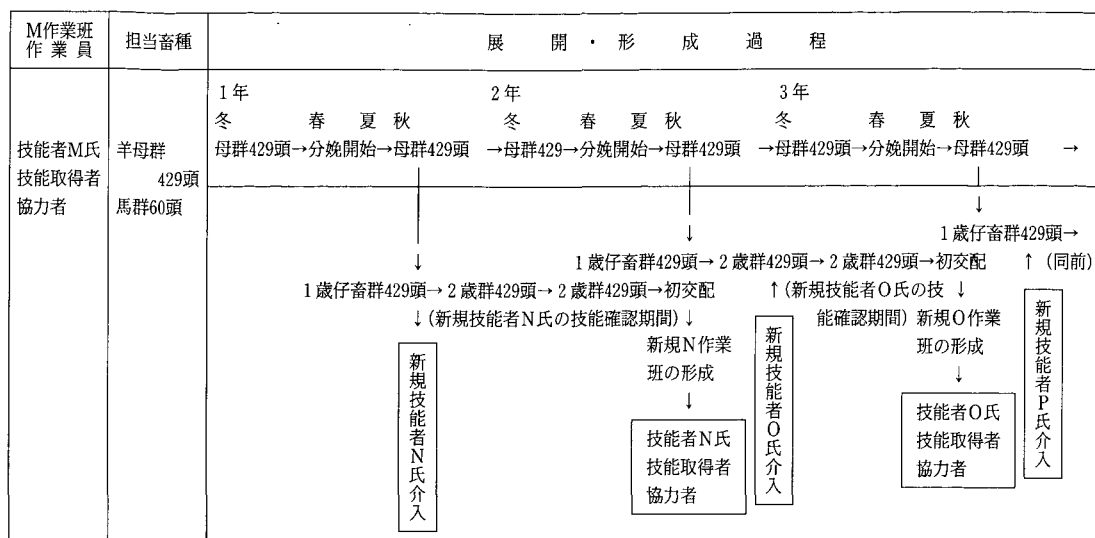 M作業班
作業員
担当畜種
展開・形成過程
1年 2年 3年
冬 春 夏 秋 冬 春 夏 秋 冬 春 夏 秋
技能者M氏 羊母群 母群429頭→分娩開始→母群429頭 →母群429→分娩開始→母群429頭 →母群429頭→分娩開始→母群429頭 →
技能取得者 429頭
協力者 馬群60頭
↓ ↓ ↓
1歳仔畜群429頭→
1歳仔畜群429頭→2歳群429頭→2歳群429頭→初交配 ↑(同前)
1歳仔畜群429頭→2歳群429頭→2歳群429頭→初交配 ↑(新規技能者O氏の技 ↓
↓(新規技能者N氏の技能確認期間)↓ 能確認期間) 新規O作業
新規N作業 班の形成
班の形成 ↓
↓
新規技能者N氏介入
技能者N氏
技能取得者
協力者
新規技能者O氏介入
技能者O氏
技能取得者
協力者
新規技能者P氏介入